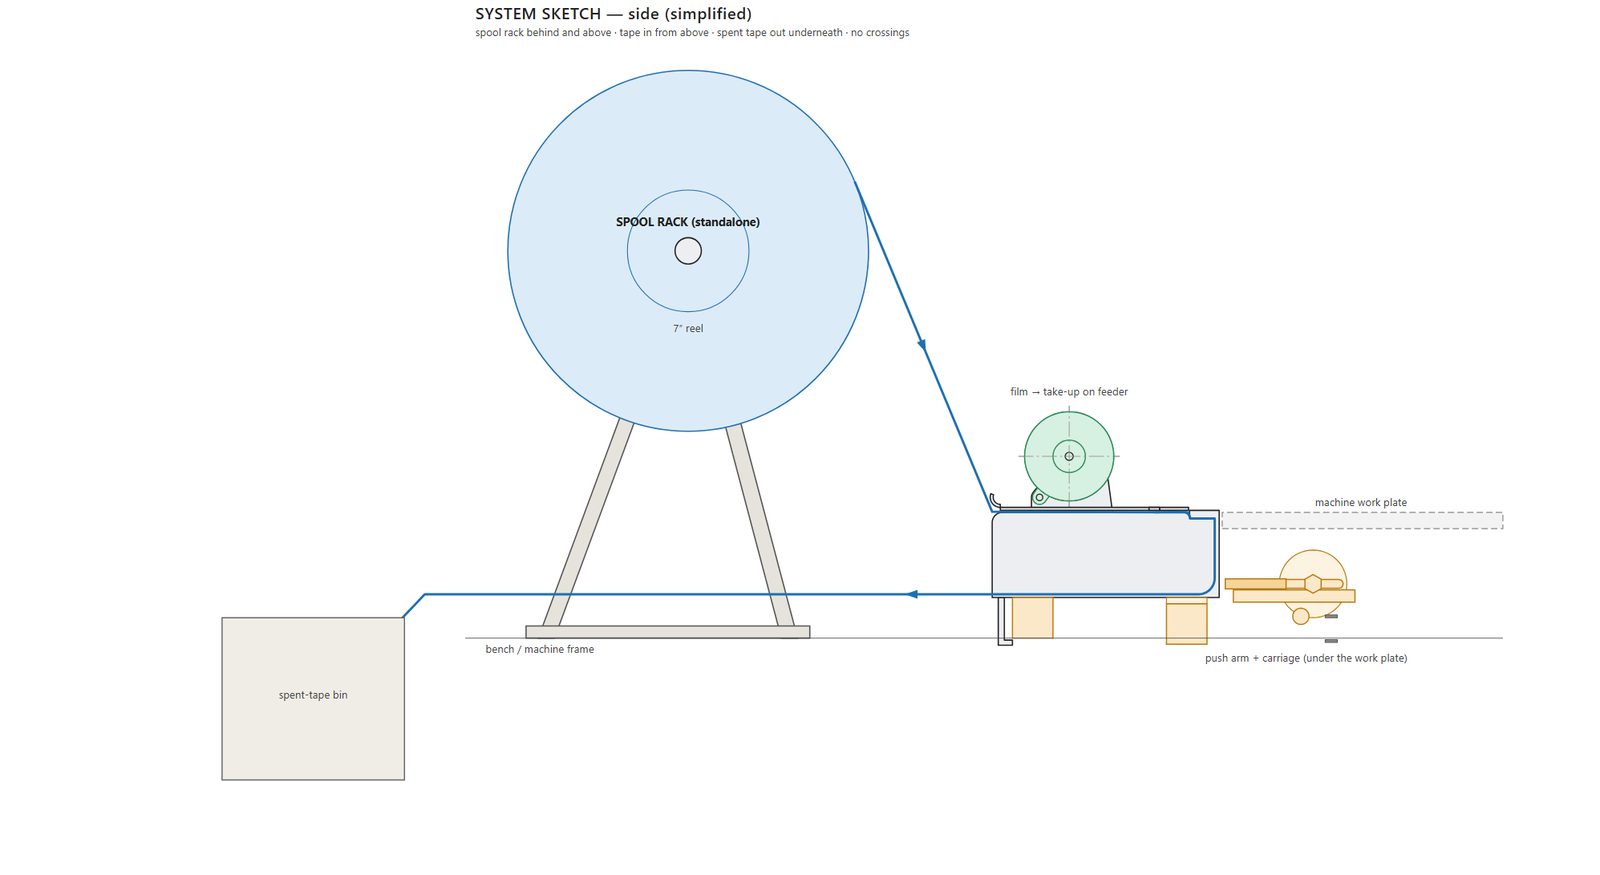 SYSTEM SKETCH — side (simplified)
spool rack behind and above · tape in from above · spent tape out underneath · no crossings
SPOOL RACK (standalone)
7″ reel
film → take-up on feeder
machine work plate
bench / machine frame
push arm + carriage (under the work plate)
spent-tape bin